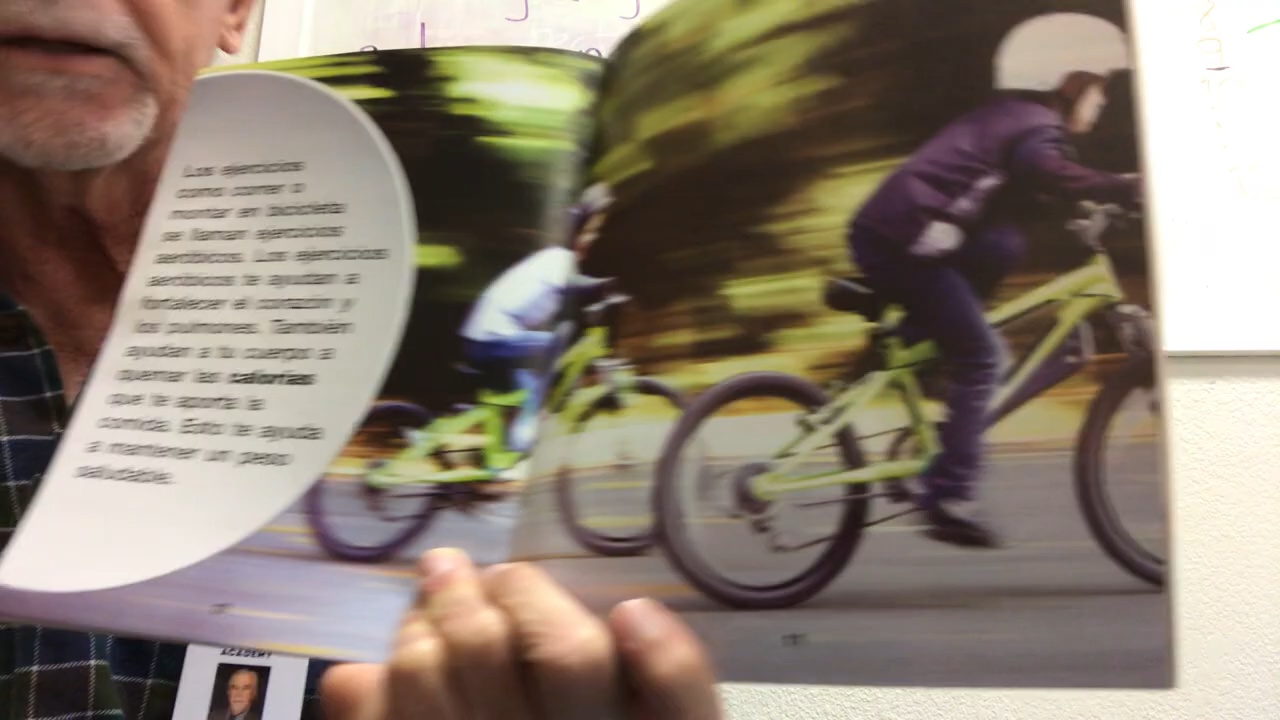 Los ejercicios
como correr o
montar en bicicleta
se llaman ejercicios
aeróbicos. Los ejercicios
aeróbicos te ayudan a
fortalecer el corazón y
los pulmones. También
ayudan a tu cuerpo a
quemar las calorías
que te aporta la
comida. Esto te ayuda
a mantener un peso
saludable.
ACADEMY